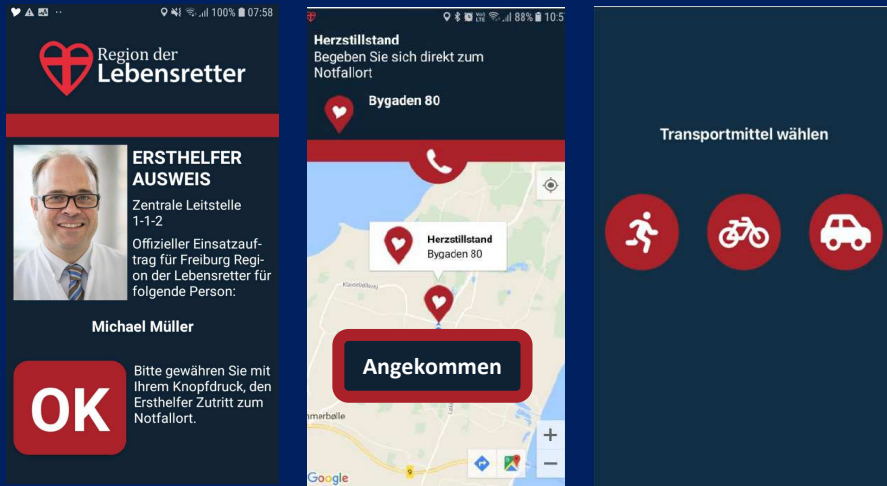 100% 07:58
Region der
Lebensretter
ERSTHELFER
AUSWEIS
Zentrale Leitstelle
1-1-2
Offizieller Einsatzauf-
trag für Freiburg Regi-
on der Lebensretter für
folgende Person:
Michael Müller
OK
Bitte gewähren Sie mit
Ihrem Knopfdruck, den
Ersthelfer Zutritt zum
Notfallort.
88% 10:5
Herzstillstand
Begeben Sie sich direkt zum
Notfallort
Bygaden 80
Herzstillstand
Bygaden 80
Angekommen
mmerbølle
9
Google
Transportmittel wählen